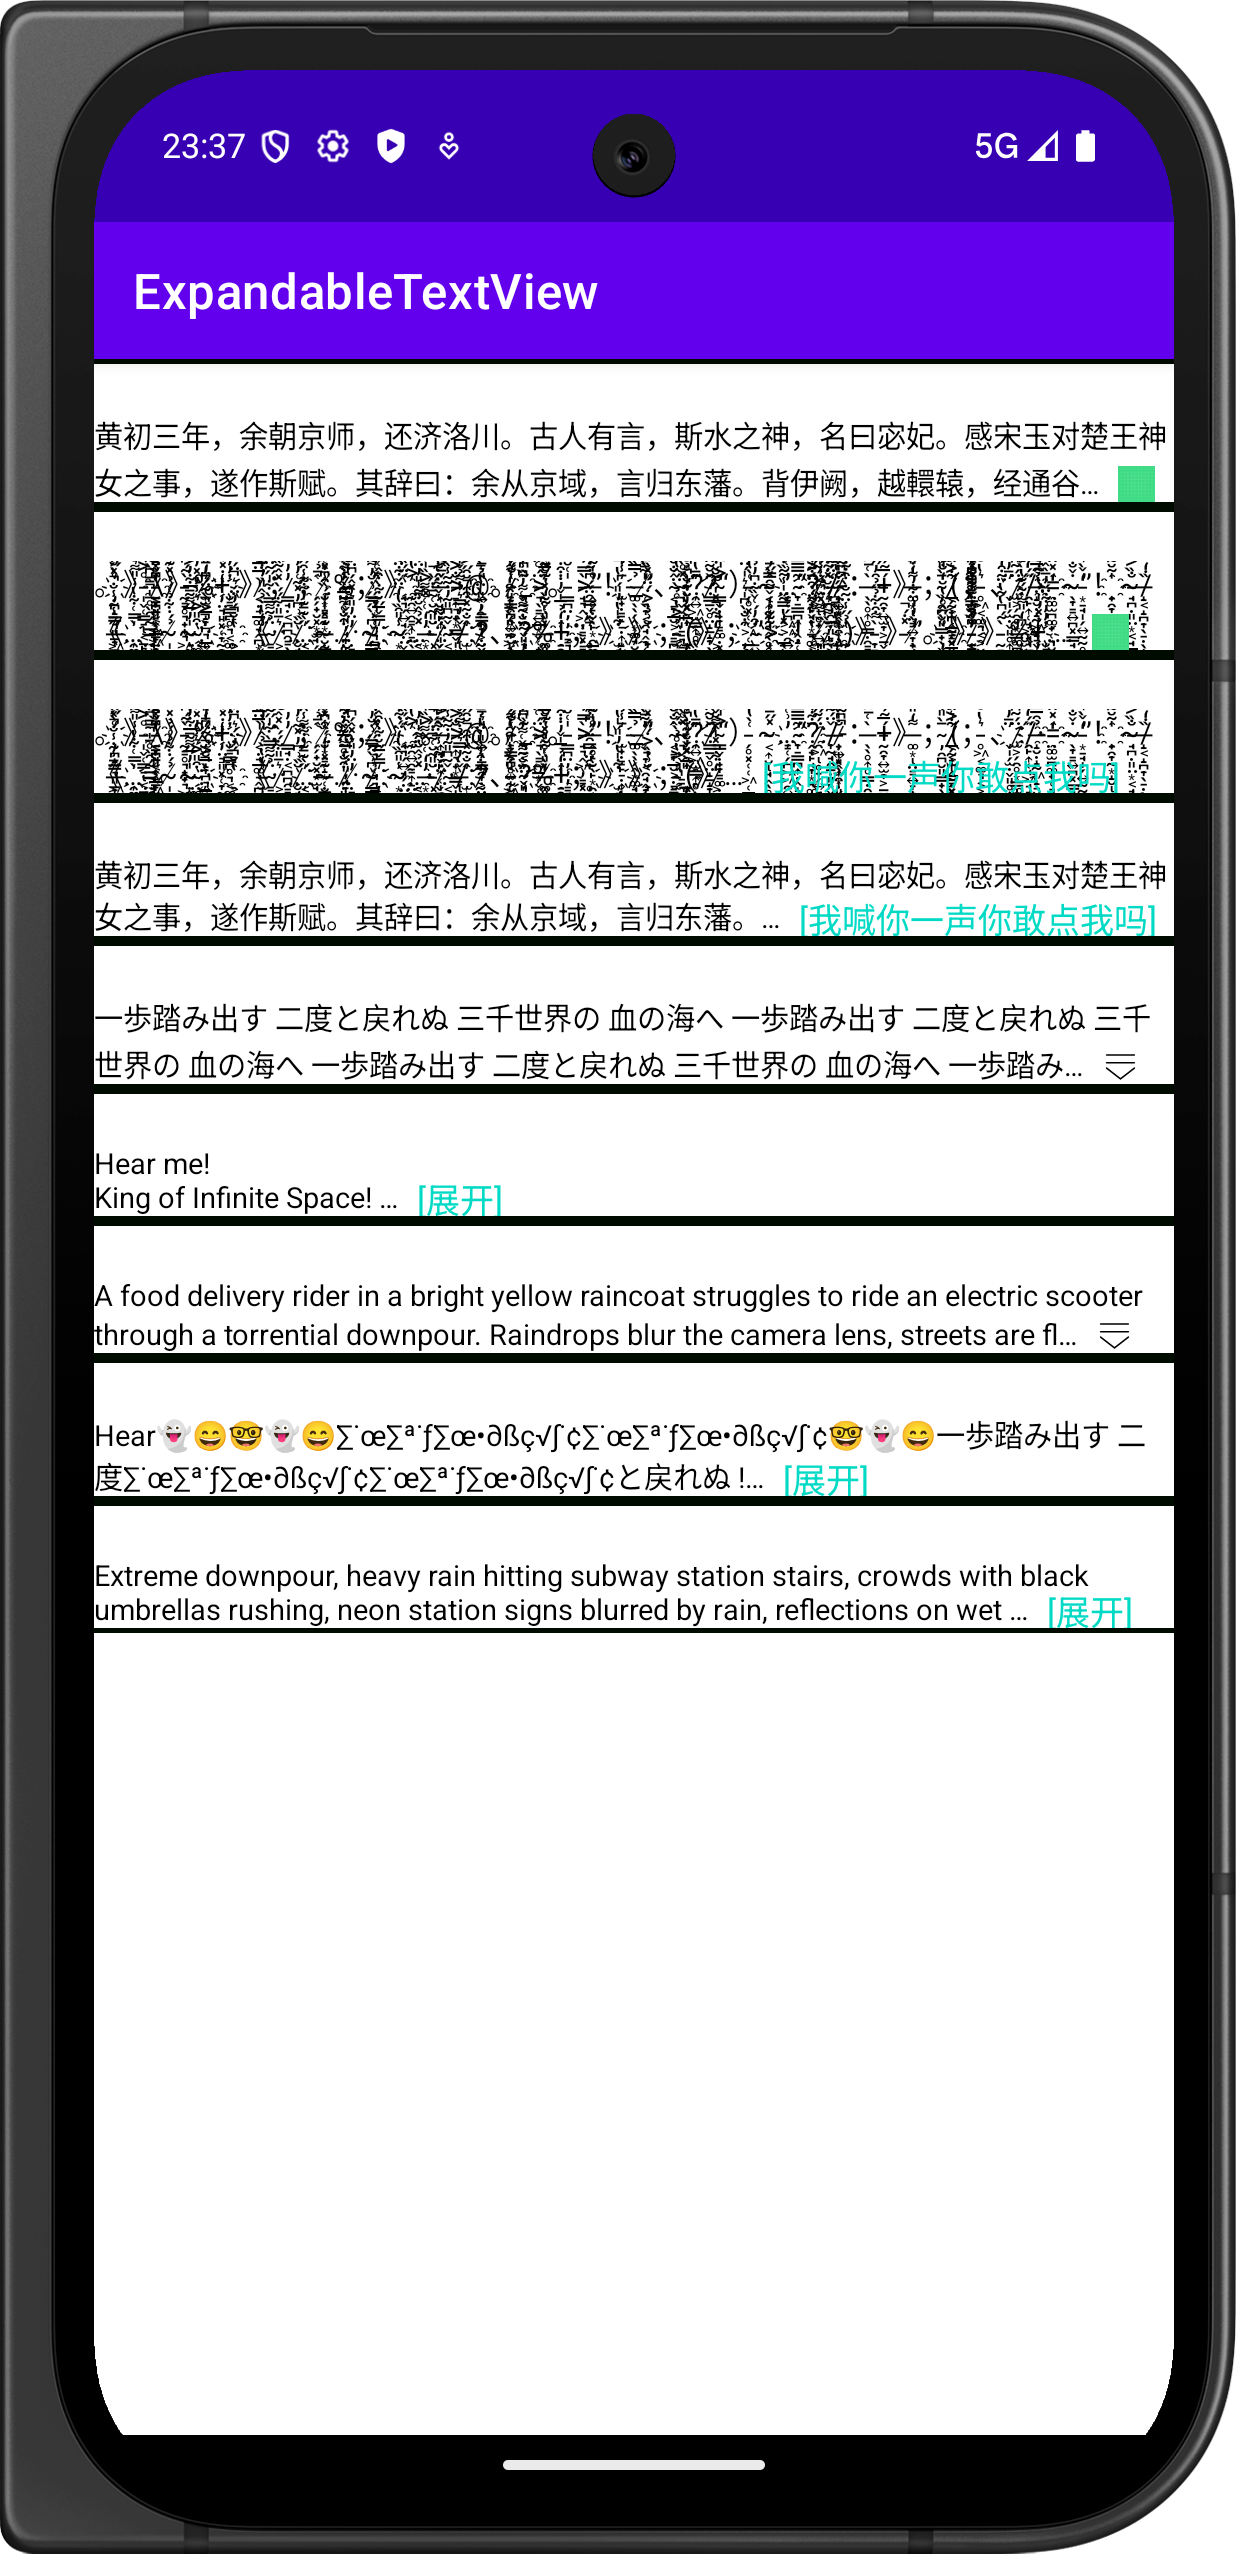 23:37
5G
ExpandableTextView
黄初三年，余朝京师，还济洛川。古人有言，斯水之神，名曰宓妃。感宋玉对楚王神
女之事，遂作斯赋。其辞曰：余从京域，言归东藩。背伊阙，越轘辕，经通谷…
[我喊你一声你敢点我吗]
黄初三年，余朝京师，还济洛川。古人有言，斯水之神，名曰宓妃。感宋玉对楚王神
女之事，遂作斯赋。其辞曰：余从京域，言归东藩。… [我喊你一声你敢点我吗]
一歩踏み出す 二度と戻れぬ 三千世界の 血の海へ 一歩踏み出す 二度と戻れぬ 三千
世界の 血の海へ 一歩踏み出す 二度と戻れぬ 三千世界の 血の海へ 一歩踏み…
Hear me!
King of Infinite Space! … [展开]
A food delivery rider in a bright yellow raincoat struggles to ride an electric scooter
through a torrential downpour. Raindrops blur the camera lens, streets are fl…
Hear👻😄🤓👻😄∑˙œ∑ª˙ƒ∑œ•∂ßç√∫¢∑˙œ∑ª˙ƒ∑œ•∂ßç√∫¢🤓👻😄一歩踏み出す 二
度∑˙œ∑ª˙ƒ∑œ•∂ßç√∫¢∑˙œ∑ª˙ƒ∑œ•∂ßç√∫¢と戻れぬ !… [展开]
Extreme downpour, heavy rain hitting subway station stairs, crowds with black
umbrellas rushing, neon station signs blurred by rain, reflections on wet … [展开]